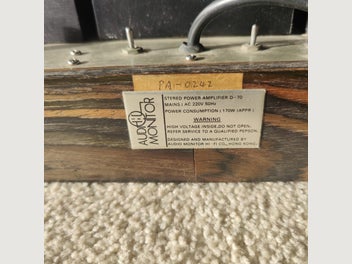 PA-0242
AUDIO
MONITOR
STEREO POWER AMPLIFIER D-70
MAINS : AC 220V 50Hz
POWER CONSUMPTION : 170W (APPR.)
WARNING
HIGH VOLTAGE INSIDE, DO NOT OPEN.
REFER SERVICE TO A QUALIFIED PERSON.
DESIGNED AND MANUFACTURED BY
AUDIO MONITOR HI-FI CO., HONG KONG.